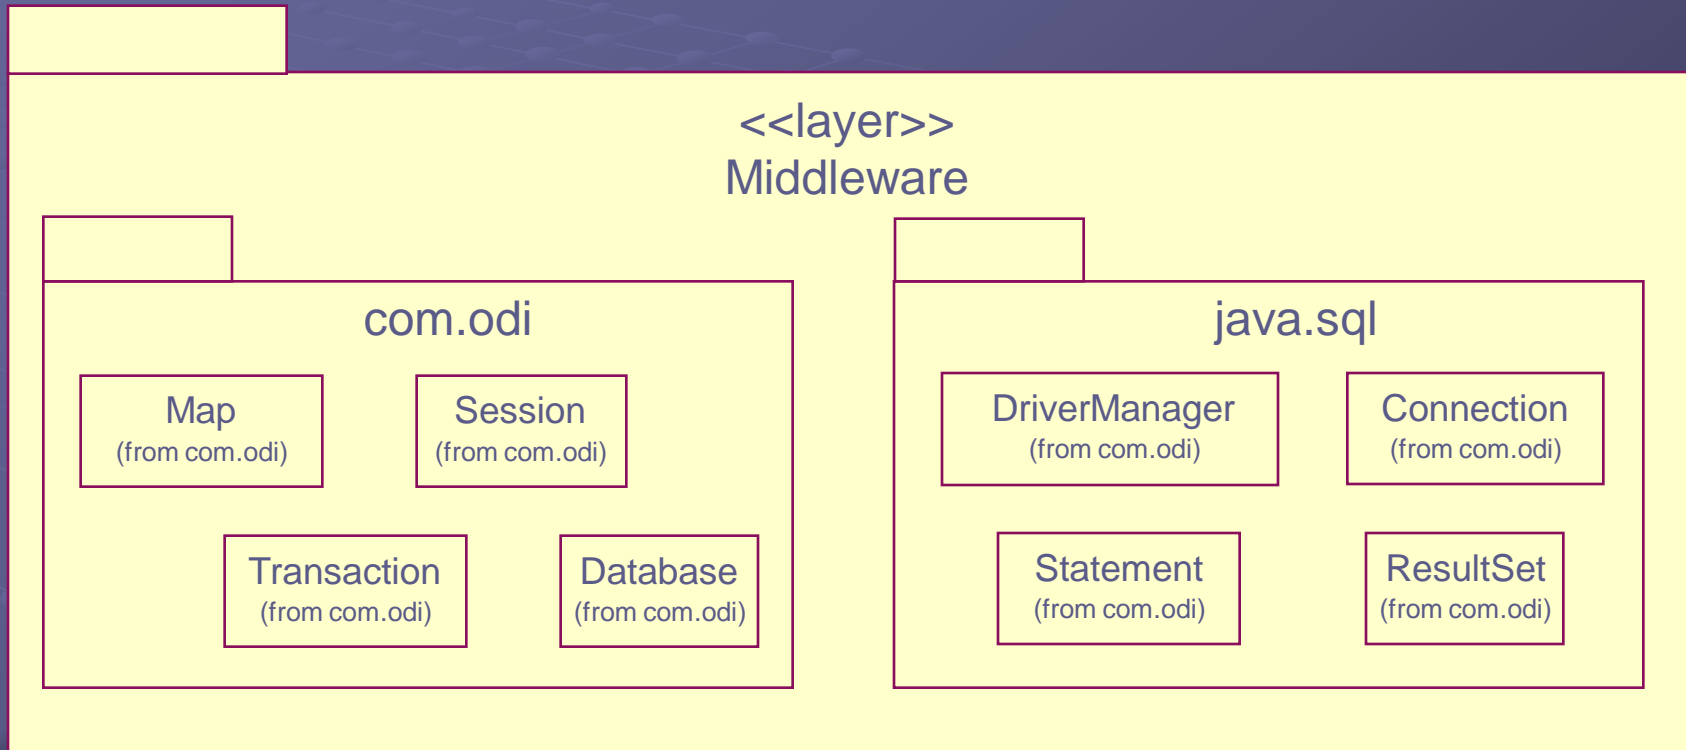 <<layer>>
Middleware
com.odi
java.sql
Map
(from com.odi)
Session
(from com.odi)
Transaction
(from com.odi)
Database
(from com.odi)
DriverManager
(from com.odi)
Connection
(from com.odi)
Statement
(from com.odi)
ResultSet
(from com.odi)